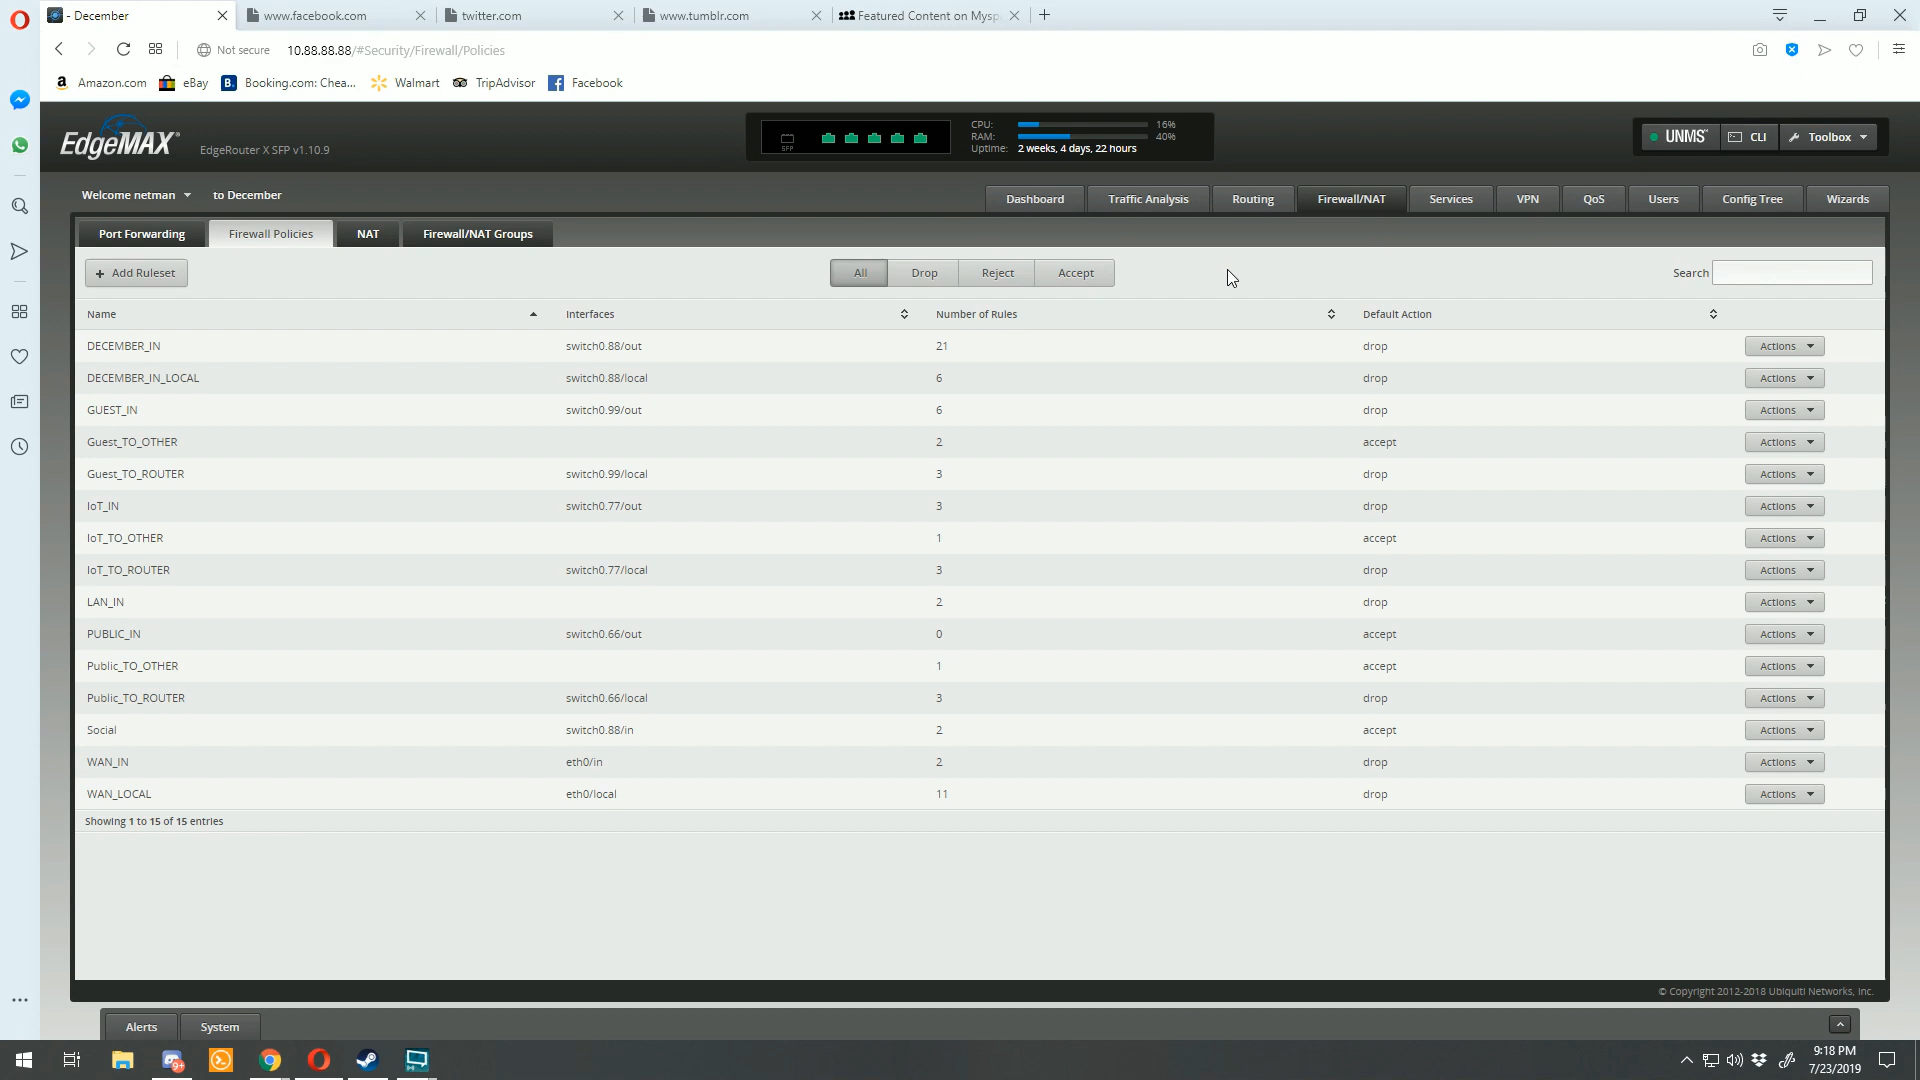 - December
www.facebook.com
twitter.com
www.tumblr.com
Featured Content on Mysp
Not secure
10.88.88.88/#Security/Firewall/Policies
Amazon.com
eBay
Booking.com: Chea...
Walmart
TripAdvisor
Facebook
EdgeMAX
EdgeRouter X SFP v1.10.9
SFP
CPU: 16%
RAM: 40%
Uptime: 2 weeks, 4 days, 22 hours
UNMS
CLI
Toolbox
Welcome netman
to December
Dashboard
Traffic Analysis
Routing
Firewall/NAT
Services
VPN
QoS
Users
Config Tree
Wizards
Port Forwarding
Firewall Policies
NAT
Firewall/NAT Groups
+ Add Ruleset
All
Drop
Reject
Accept
Search
Name Interfaces Number of Rules Default Action
DECEMBER_IN switch0.88/out 21 drop Actions
DECEMBER_IN_LOCAL switch0.88/local 6 drop Actions
GUEST_IN switch0.99/out 6 drop Actions
Guest_TO_OTHER 2 accept Actions
Guest_TO_ROUTER switch0.99/local 3 drop Actions
IoT_IN switch0.77/out 3 drop Actions
IoT_TO_OTHER 1 accept Actions
IoT_TO_ROUTER switch0.77/local 3 drop Actions
LAN_IN 2 drop Actions
PUBLIC_IN switch0.66/out 0 accept Actions
Public_TO_OTHER 1 accept Actions
Public_TO_ROUTER switch0.66/local 3 drop Actions
Social switch0.88/in 2 accept Actions
WAN_IN eth0/in 2 drop Actions
WAN_LOCAL eth0/local 11 drop Actions
Showing 1 to 15 of 15 entries
© Copyright 2012-2018 Ubiquiti Networks, Inc.
Alerts
System
9+
9:18 PM
7/23/2019